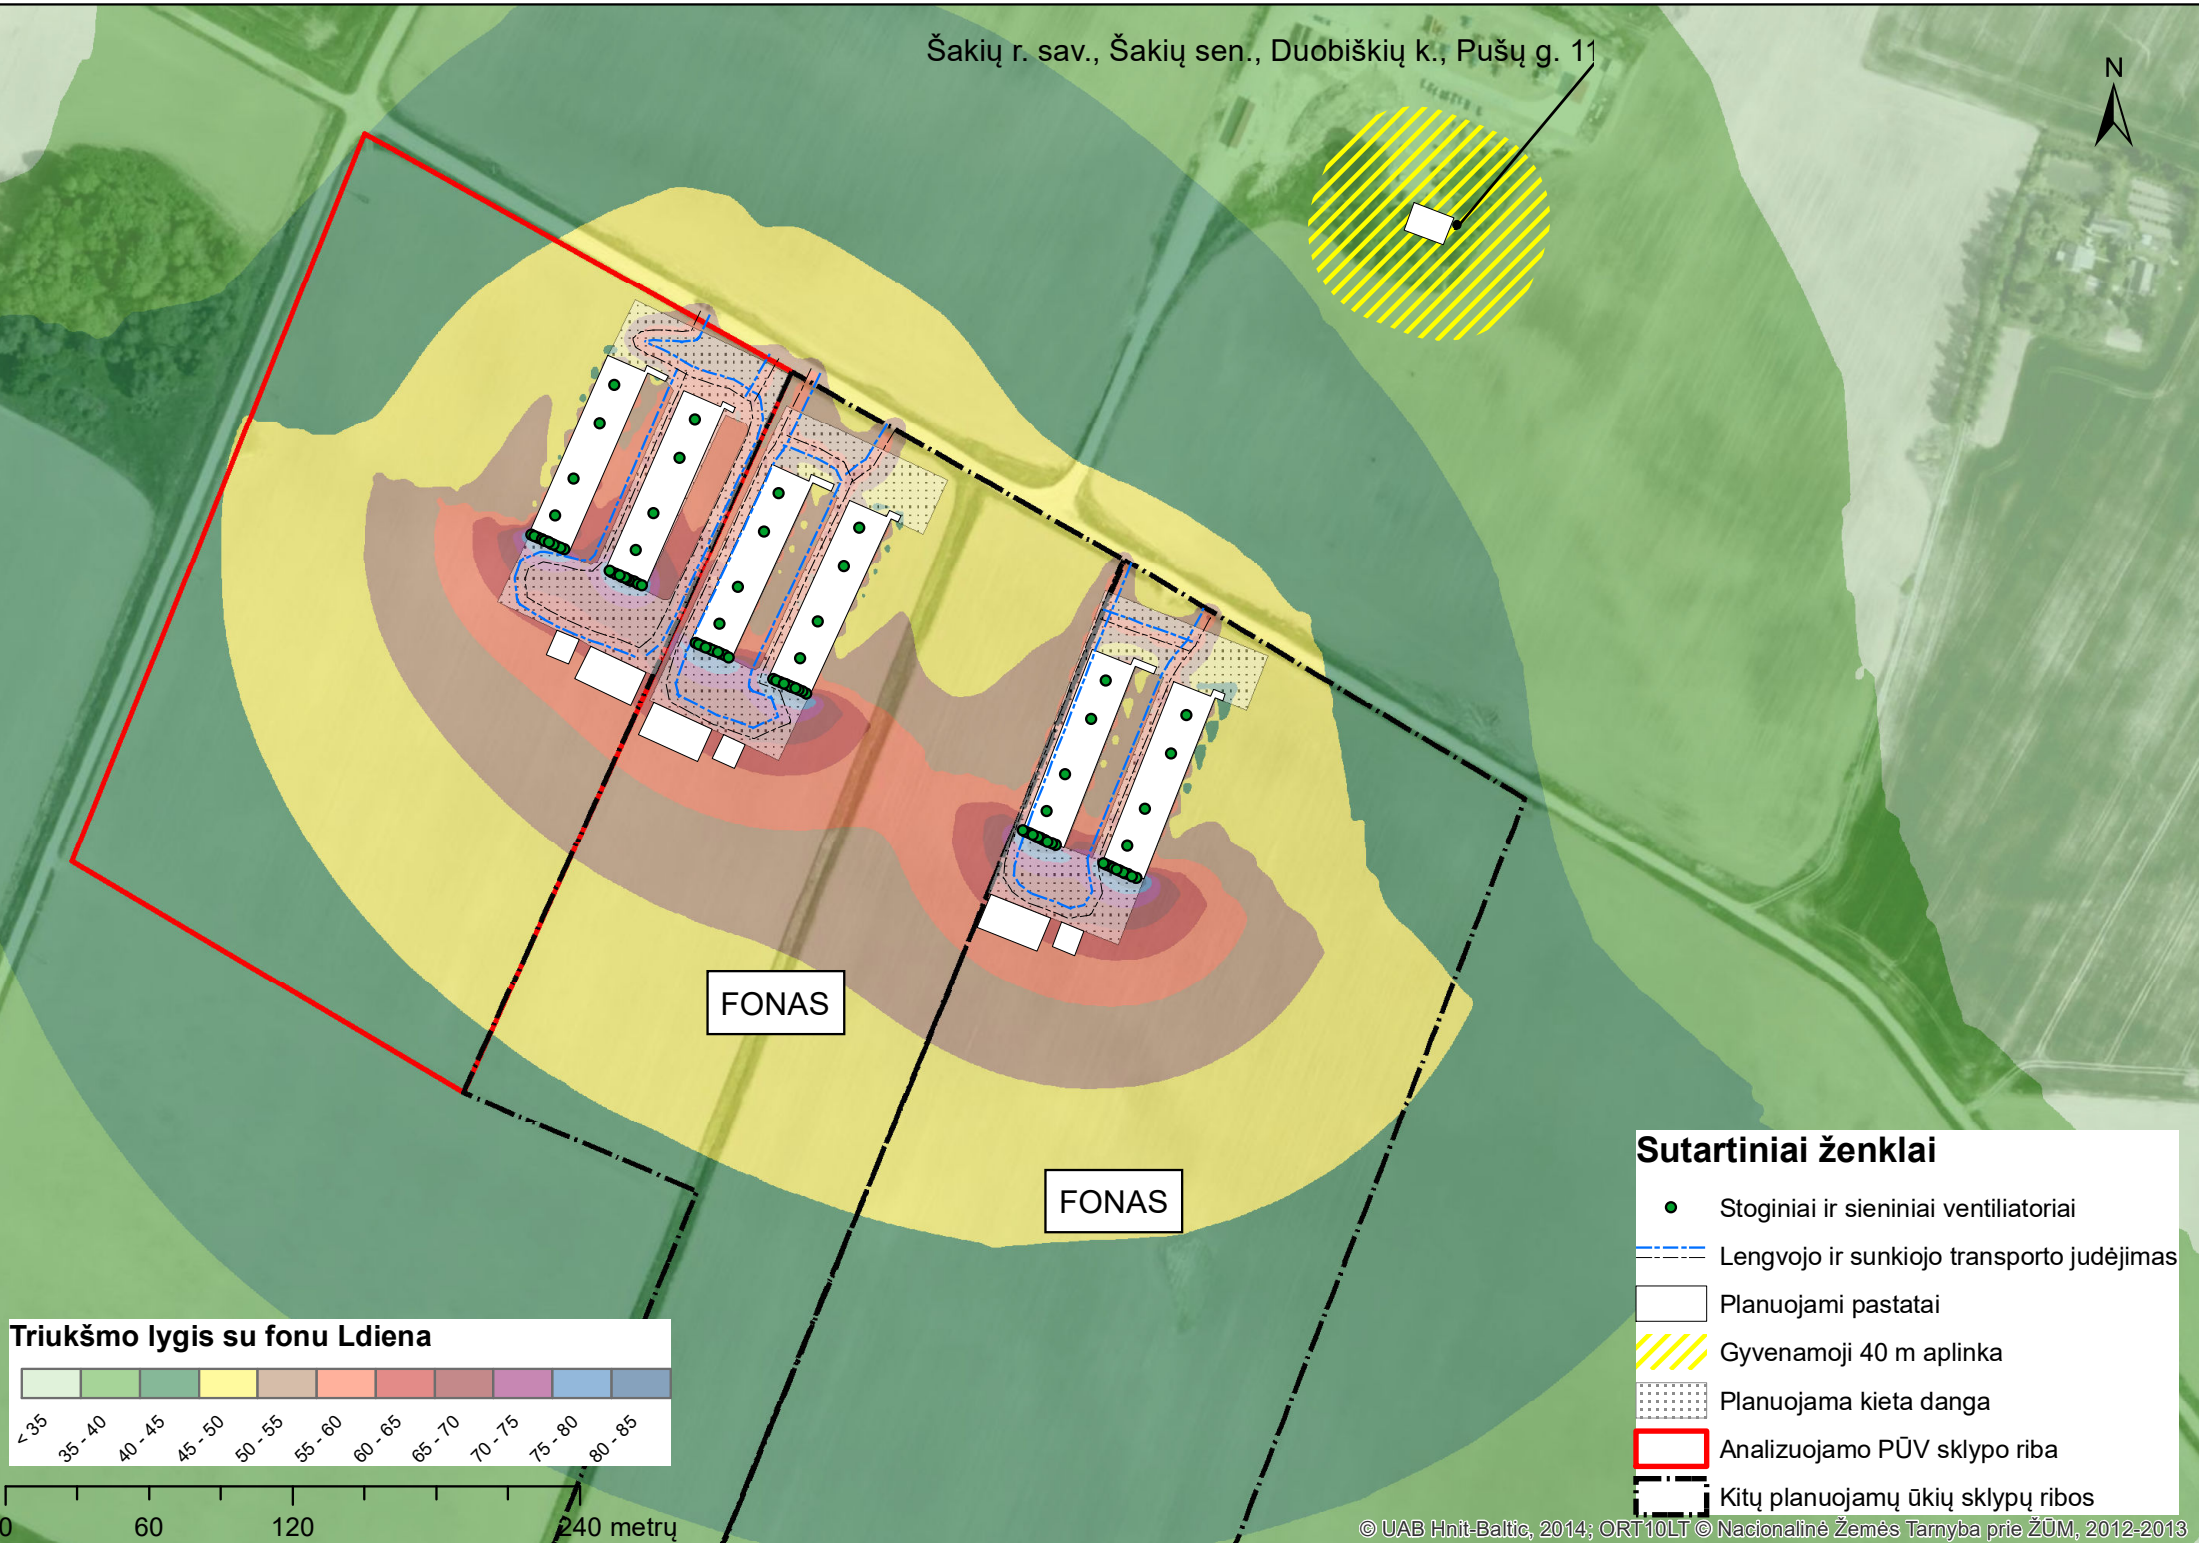 Šakių r. sav., Šakių sen., Duobiškių k., Pušų g. 11
N
FONAS
FONAS
Sutartiniai ženklai
Stoginiai ir sieniniai ventiliatoriai
Lengvojo ir sunkiojo transporto judėjimas
Planuojami pastatai
Gyvenamoji 40 m aplinka
Planuojama kieta danga
Analizuojamo PŪV sklypo riba
Kitų planuojamų ūkių sklypų ribos
Triukšmo lygis su fonu Ldiena
< 35 35 - 40 40 - 45 45 - 50 50 - 55 55 - 60 60 - 65 65 - 70 70 - 75 75 - 80 80 - 85
0 60 120 240 metrų
© UAB Hnit-Baltic, 2014; ORT10LT © Nacionalinė Žemės Tarnyba prie ŽŪM, 2012-2013